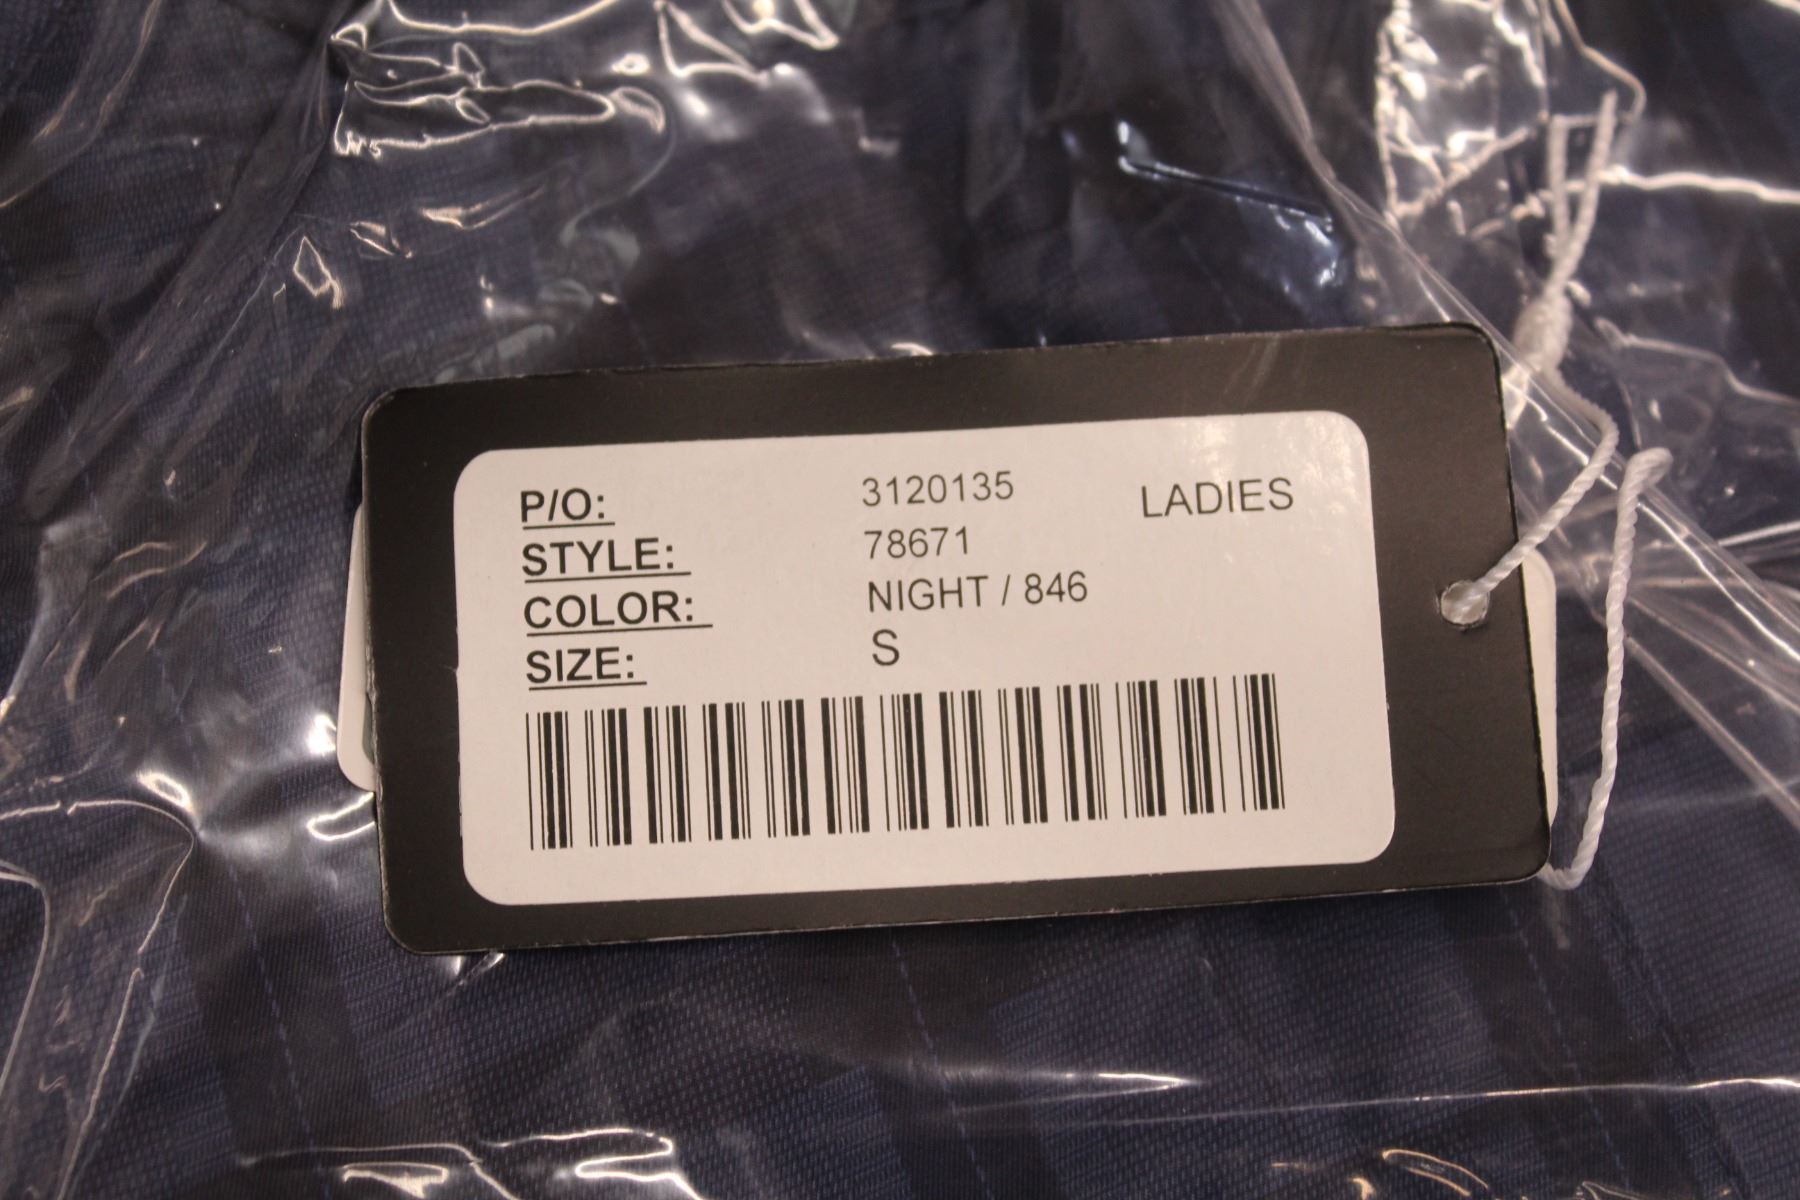 P/O: 3120135 LADIES
STYLE: 78671
COLOR: NIGHT / 846
SIZE: S